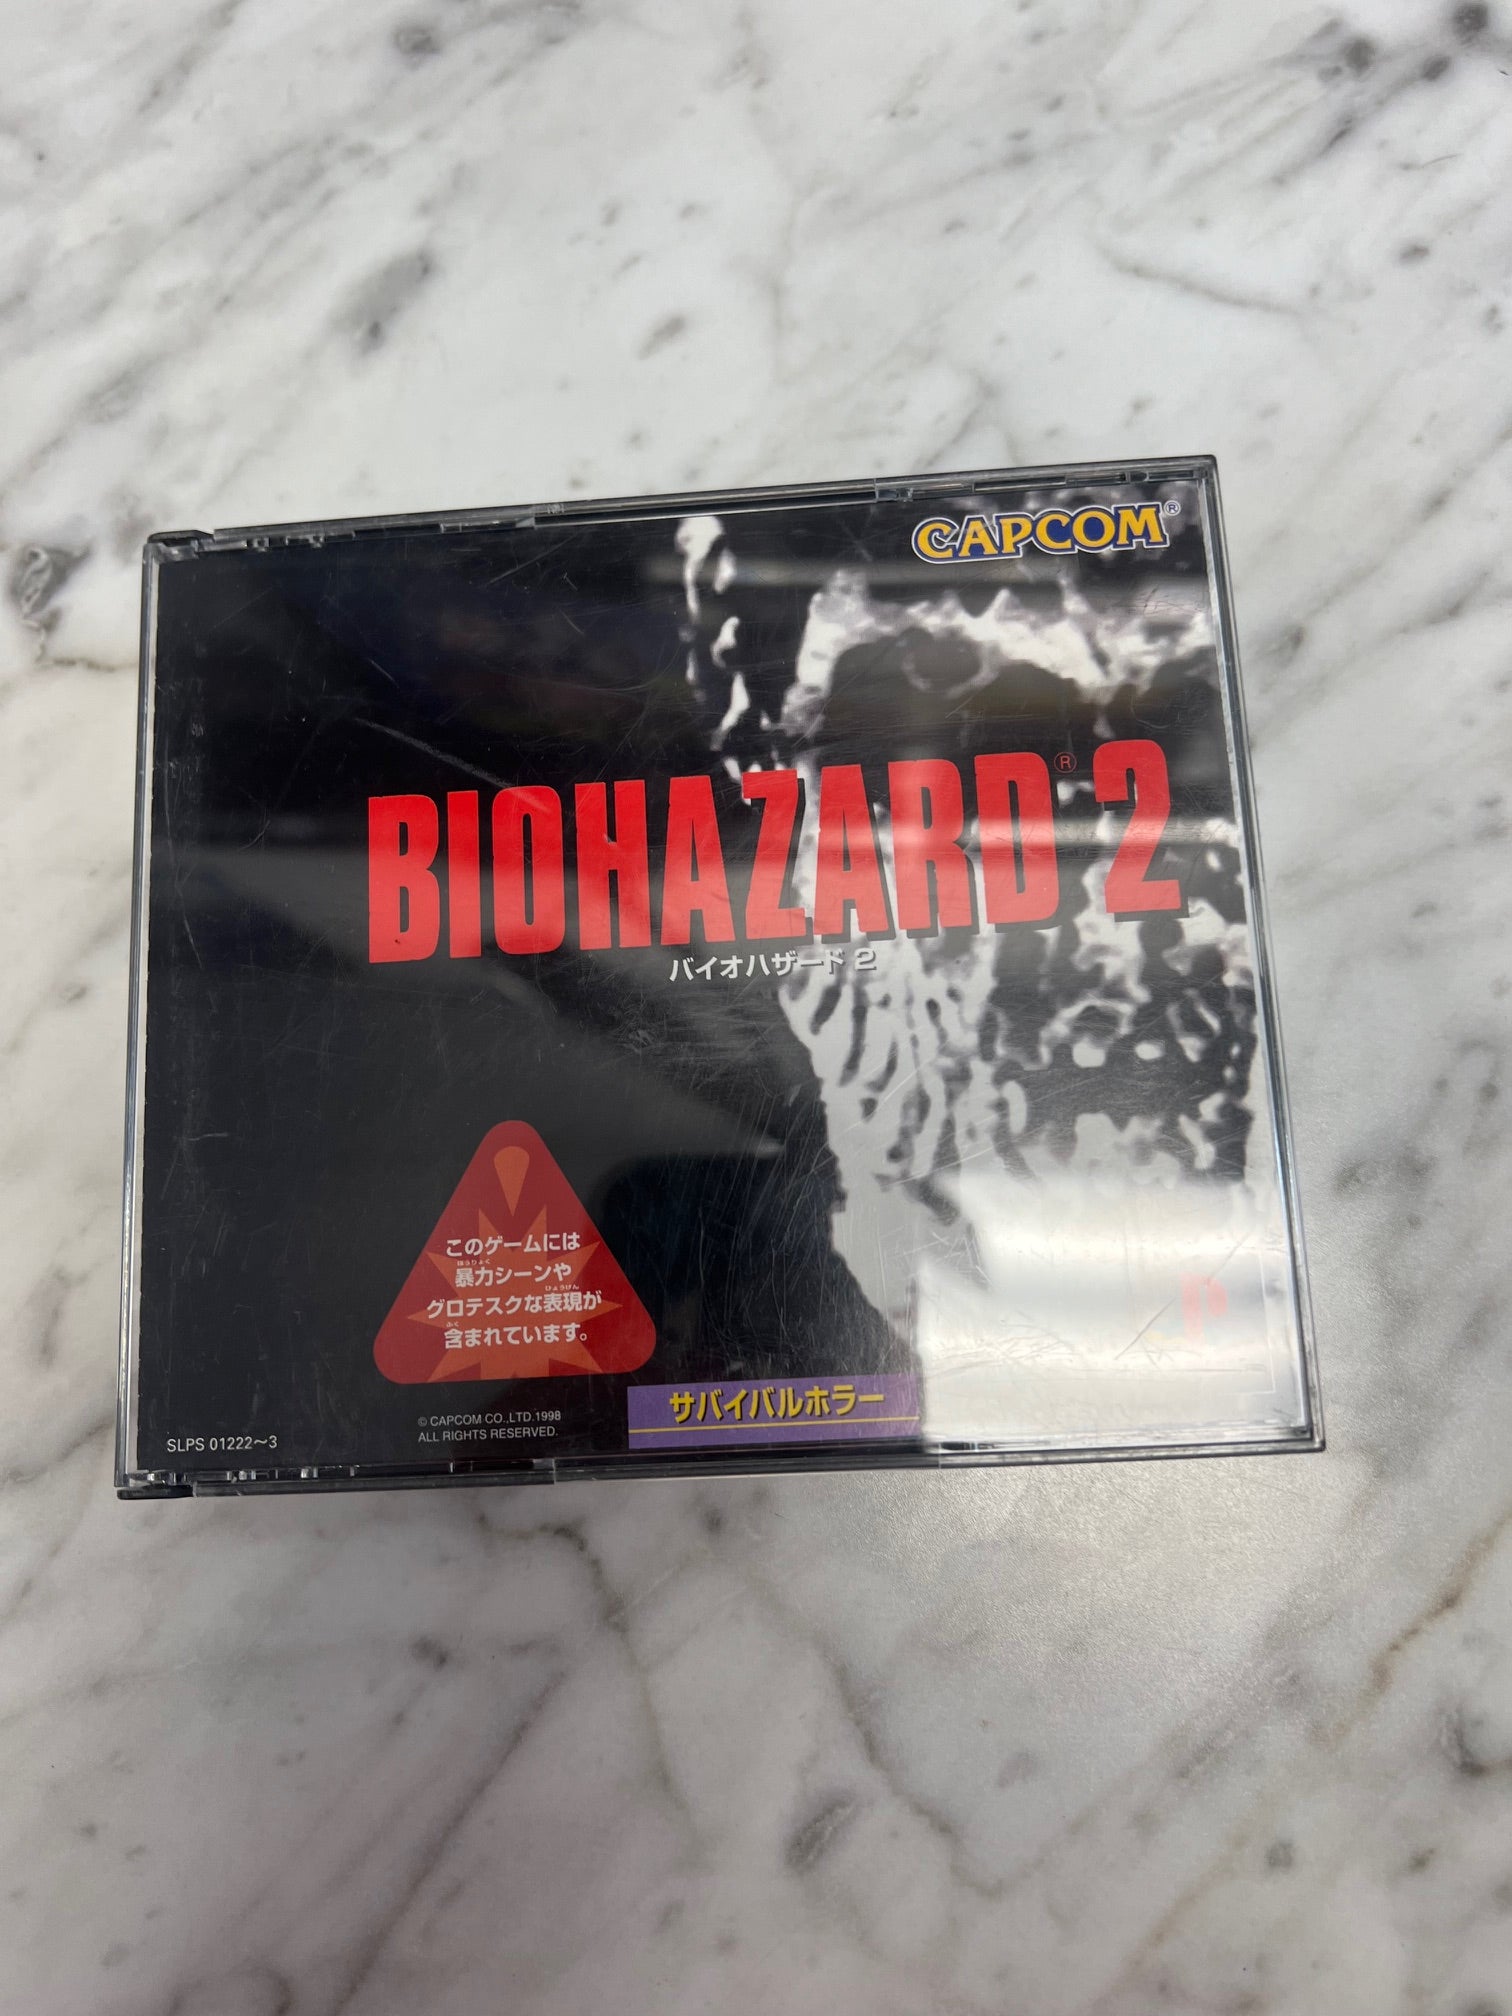 CAPCOM®
BIOHAZARD® 2
バイオハザード 2
このゲームには
暴力シーンや
グロテスクな表現が
含まれています。
サバイバルホラー
© CAPCOM CO.,LTD.1998
ALL RIGHTS RESERVED.
SLPS 01222〜3